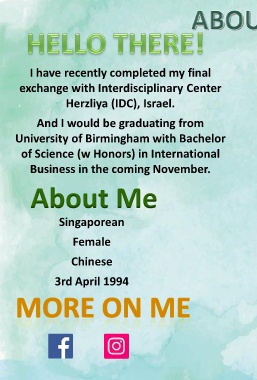 ABOU
HELLO THERE!
I have recently completed my final
exchange with Interdisciplinary Center
Herzliya (IDC), Israel.
And I would be graduating from
University of Birmingham with Bachelor
of Science (w Honors) in International
Business in the coming November.
About Me
Singaporean
Female
Chinese
3rd April 1994
MORE ON ME